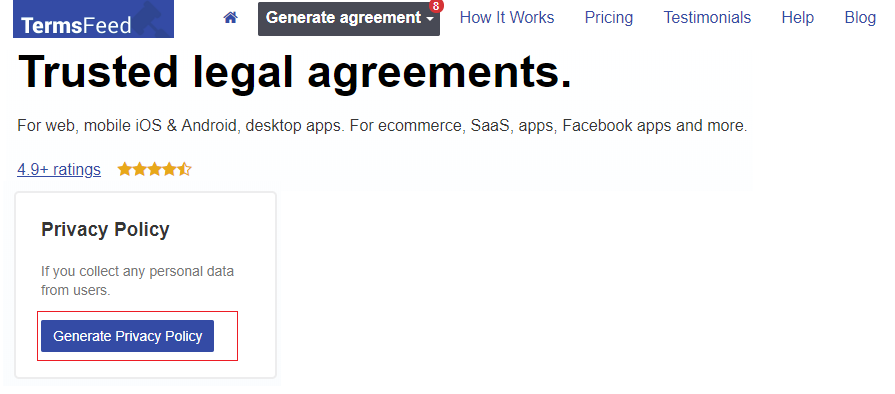 TermsFeed Generate agreement 8 How It Works Pricing Testimonials Help Blog
Trusted legal agreements.
For web, mobile iOS & Android, desktop apps. For ecommerce, SaaS, apps, Facebook apps and more.
4.9+ ratings
Privacy Policy
If you collect any personal data
from users.
Generate Privacy Policy